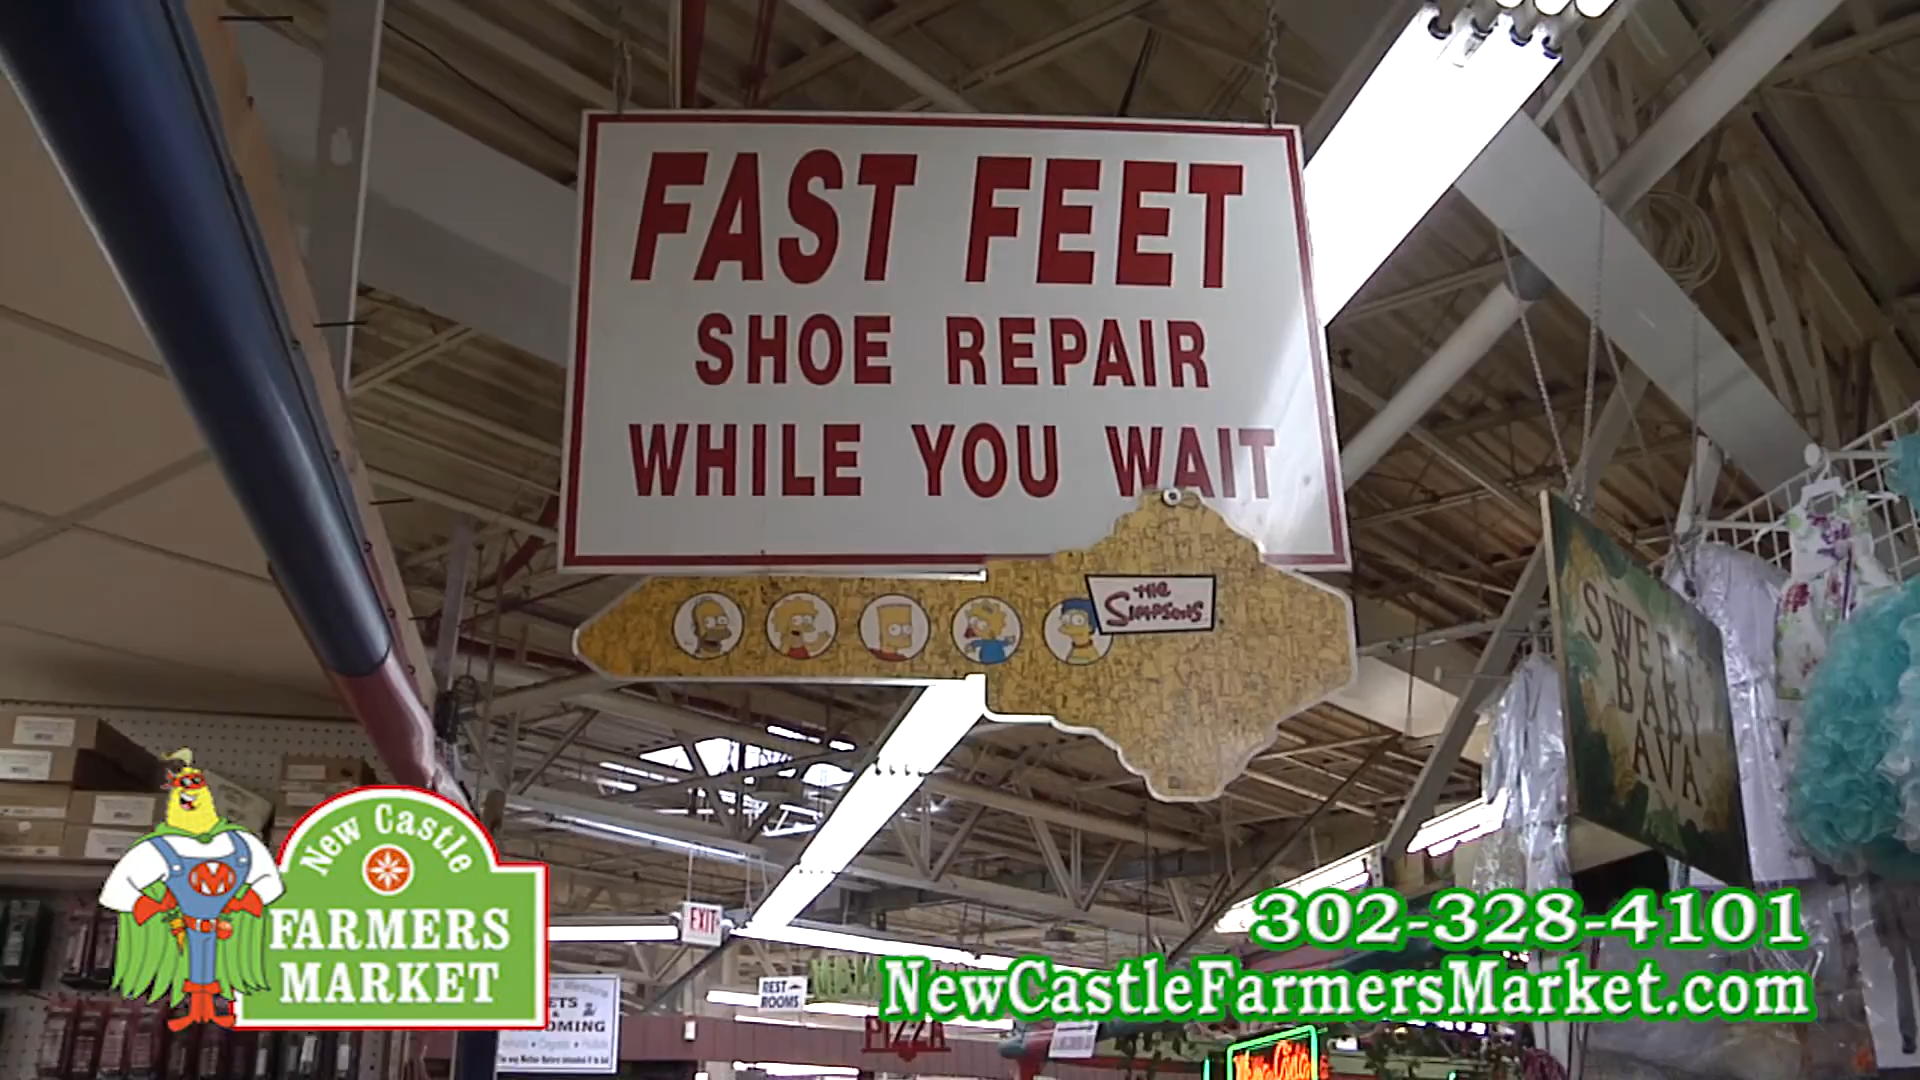 FAST FEET
SHOE REPAIR
WHILE YOU WAIT
THE
SIMPSONS
SWEET
BABY
AVA
M
New Castle
FARMERS
MARKET
EXIT
REST
ROOMS
PIZZA
302-328-4101
NewCastleFarmersMarket.com